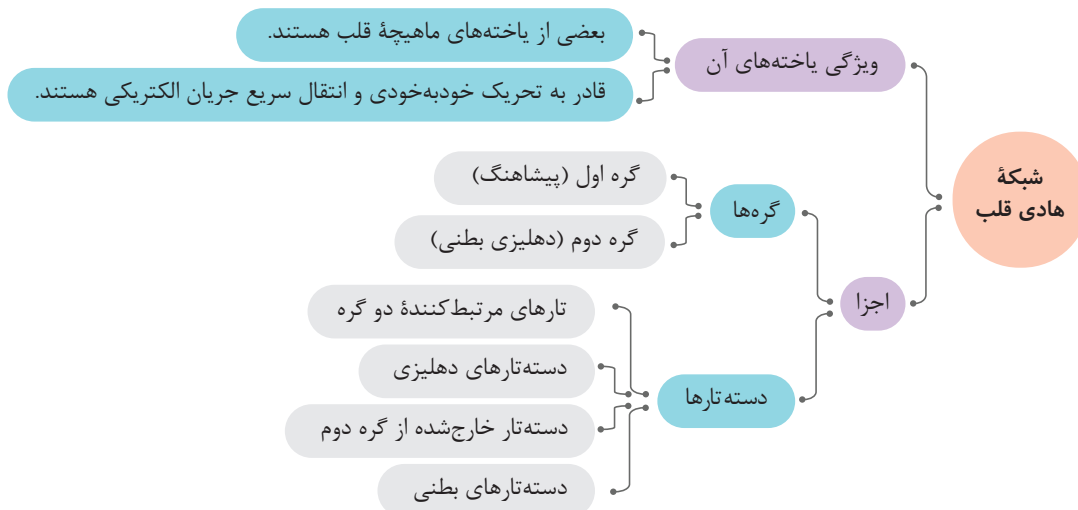 شبکهٔ
هادی قلب
ویژگی یاخته‌های آن
بعضی از یاخته‌های ماهیچهٔ قلب هستند.
قادر به تحریک خودبه‌خودی و انتقال سریع جریان الکتریکی هستند.
اجزا
گره‌ها
گره اول (پیشاهنگ)
گره دوم (دهلیزی بطنی)
دسته‌تارها
تارهای مرتبط‌کنندهٔ دو گره
دسته‌تارهای دهلیزی
دسته‌تار خارج‌شده از گره دوم
دسته‌تارهای بطنی